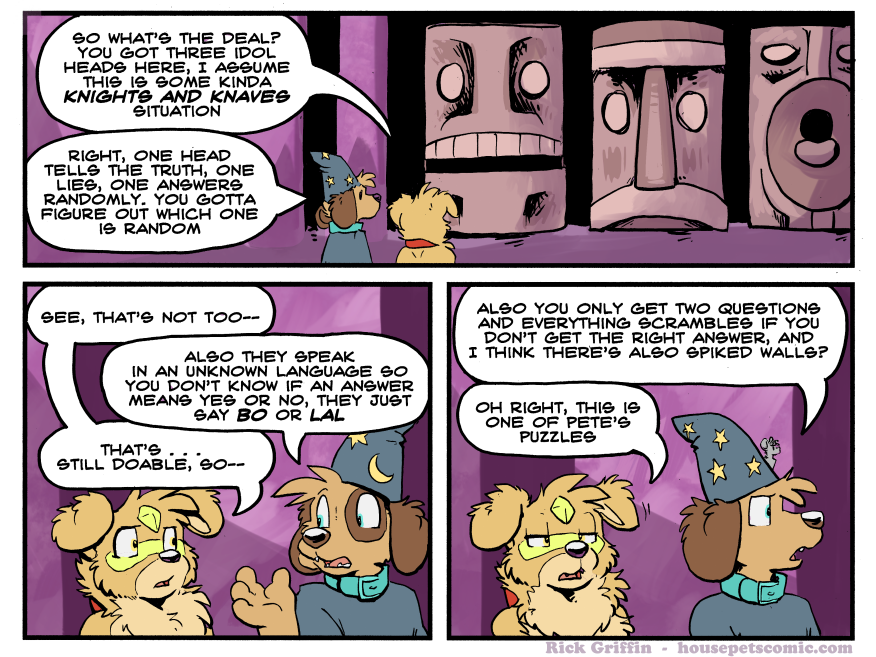 SO WHAT'S THE DEAL?
YOU GOT THREE IDOL
HEADS HERE, I ASSUME
THIS IS SOME KINDA
KNIGHTS AND KNAVES
SITUATION
RIGHT, ONE HEAD
TELLS THE TRUTH, ONE
LIES, ONE ANSWERS
RANDOMLY. YOU GOTTA
FIGURE OUT WHICH ONE
IS RANDOM
SEE, THAT'S NOT TOO--
ALSO THEY SPEAK
IN AN UNKNOWN LANGUAGE SO
YOU DON'T KNOW IF AN ANSWER
MEANS YES OR NO, THEY JUST
SAY BO OR LAL
THAT'S . . .
STILL DOABLE, SO--
ALSO YOU ONLY GET TWO QUESTIONS
AND EVERYTHING SCRAMBLES IF YOU
DON'T GET THE RIGHT ANSWER, AND
I THINK THERE'S ALSO SPIKED WALLS?
OH RIGHT, THIS IS
ONE OF PETE'S
PUZZLES
Rick Griffin - housepetscomic.com